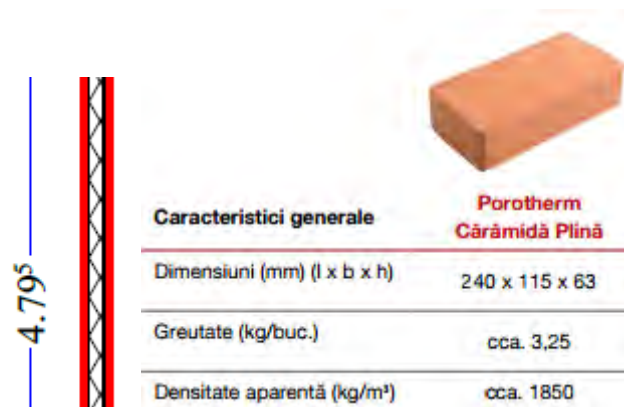 4.79⁵
Caracteristici generale
Porotherm
Cărămidă Plină
Dimensiuni (mm) (l x b x h)
240 x 115 x 63
Greutate (kg/buc.)
cca. 3,25
Densitate aparentă (kg/m³)
cca. 1850